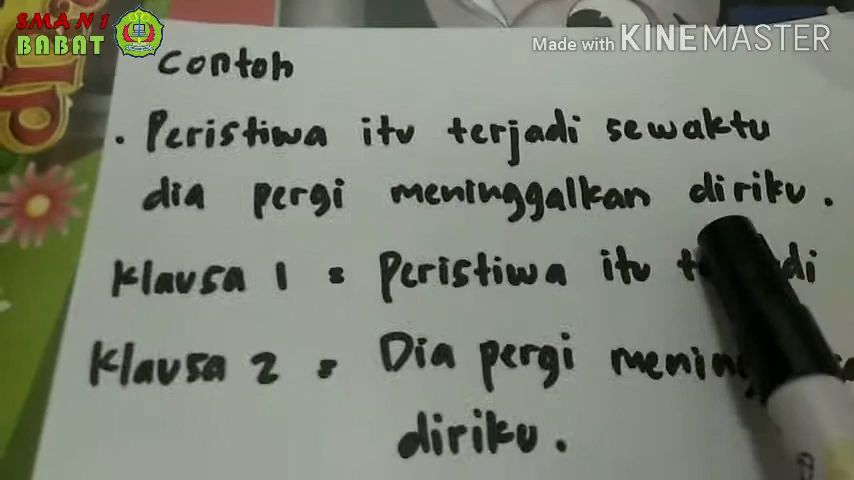 SMAN 1
BABAT
Made with KINEMASTER
Contoh
. Peristiwa itu terjadi sewaktu
dia pergi meninggalkan diriku.
Klausa 1 = Peristiwa itu
Klausa 2 = Dia pergi
diriku.